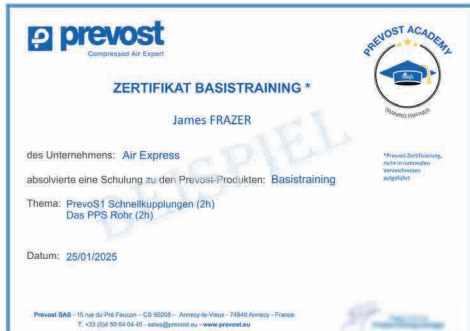 prevost
Compressed Air Expert
PREVOST ACADEMY
TRAINING PARTNER
ZERTIFIKAT BASISTRAINING *
James FRAZER
BEISPIEL
des Unternehmens: Air Express
*Prevost-Zertifizierung,
nicht in nationalen
Verzeichnissen
aufgeführt
absolvierte eine Schulung zu den Prevost-Produkten: Basistraining
Thema: PrevoS1 Schnellkupplungen (2h)
Das PPS Rohr (2h)
Datum: 25/01/2025
Prevost SAS - 15 rue du Pré Faucon - CS 90208 - Annecy-le-Vieux - 74940 Annecy - France
T. +33 (0)4 50 64 04 45 - sales@prevost.eu - www.prevost.eu